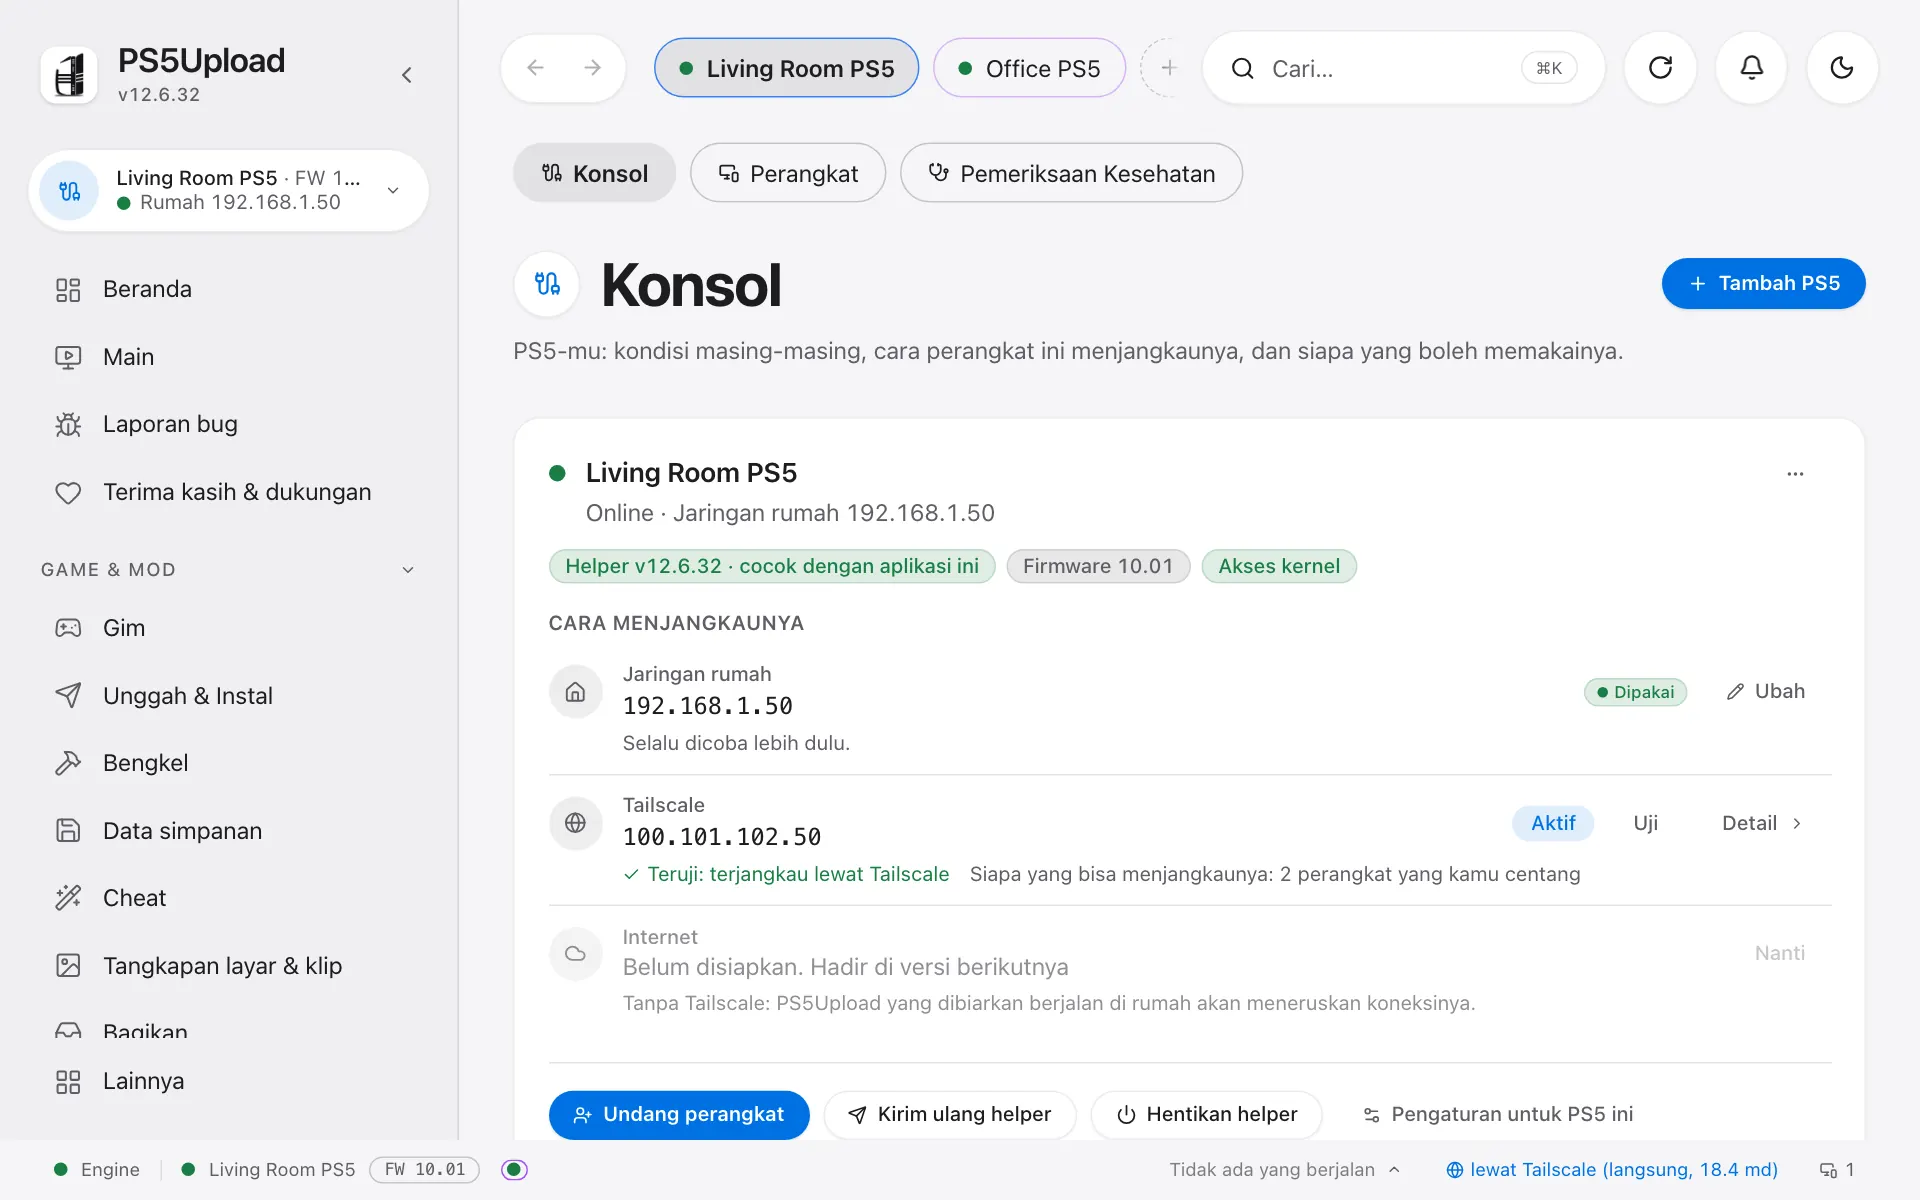 PS5Upload
v12.6.32
Living Room PS5 · FW 1...
Rumah 192.168.1.50
Beranda
Main
Laporan bug
Terima kasih & dukungan
GAME & MOD
Gim
Unggah & Instal
Bengkel
Data simpanan
Cheat
Tangkapan layar & klip
Bagikan
Lainnya
Living Room PS5
Office PS5
Cari...
⌘K
Konsol
Perangkat
Pemeriksaan Kesehatan
Konsol
Tambah PS5
PS5-mu: kondisi masing-masing, cara perangkat ini menjangkaunya, dan siapa yang boleh memakainya.
Living Room PS5
Online · Jaringan rumah 192.168.1.50
Helper v12.6.32 · cocok dengan aplikasi ini
Firmware 10.01
Akses kernel
CARA MENJANGKAUNYA
Jaringan rumah
192.168.1.50
Selalu dicoba lebih dulu.
Dipakai
Ubah
Tailscale
100.101.102.50
Teruji: terjangkau lewat Tailscale
Siapa yang bisa menjangkaunya: 2 perangkat yang kamu centang
Aktif
Uji
Detail
Internet
Belum disiapkan. Hadir di versi berikutnya
Tanpa Tailscale: PS5Upload yang dibiarkan berjalan di rumah akan meneruskan koneksinya.
Nanti
Undang perangkat
Kirim ulang helper
Hentikan helper
Pengaturan untuk PS5 ini
Engine
Living Room PS5
FW 10.01
Tidak ada yang berjalan
lewat Tailscale (langsung, 18.4 md)
1